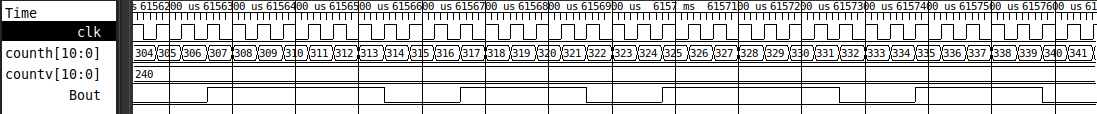 Time s 6156200 us 6156300 us 6156400 us 6156500 us 6156600 us 6156700 us 6156800 us 6156900 us 6157 ms 6157100 us 6157200 us 6157300 us 6157400 us 6157500 us 6157600 us 61
clk
counth[10:0] 304 305 306 307 308 309 310 311 312 313 314 315 316 317 318 319 320 321 322 323 324 325 326 327 328 329 330 331 332 333 334 335 336 337 338 339 340 341
countv[10:0] 240
Bout